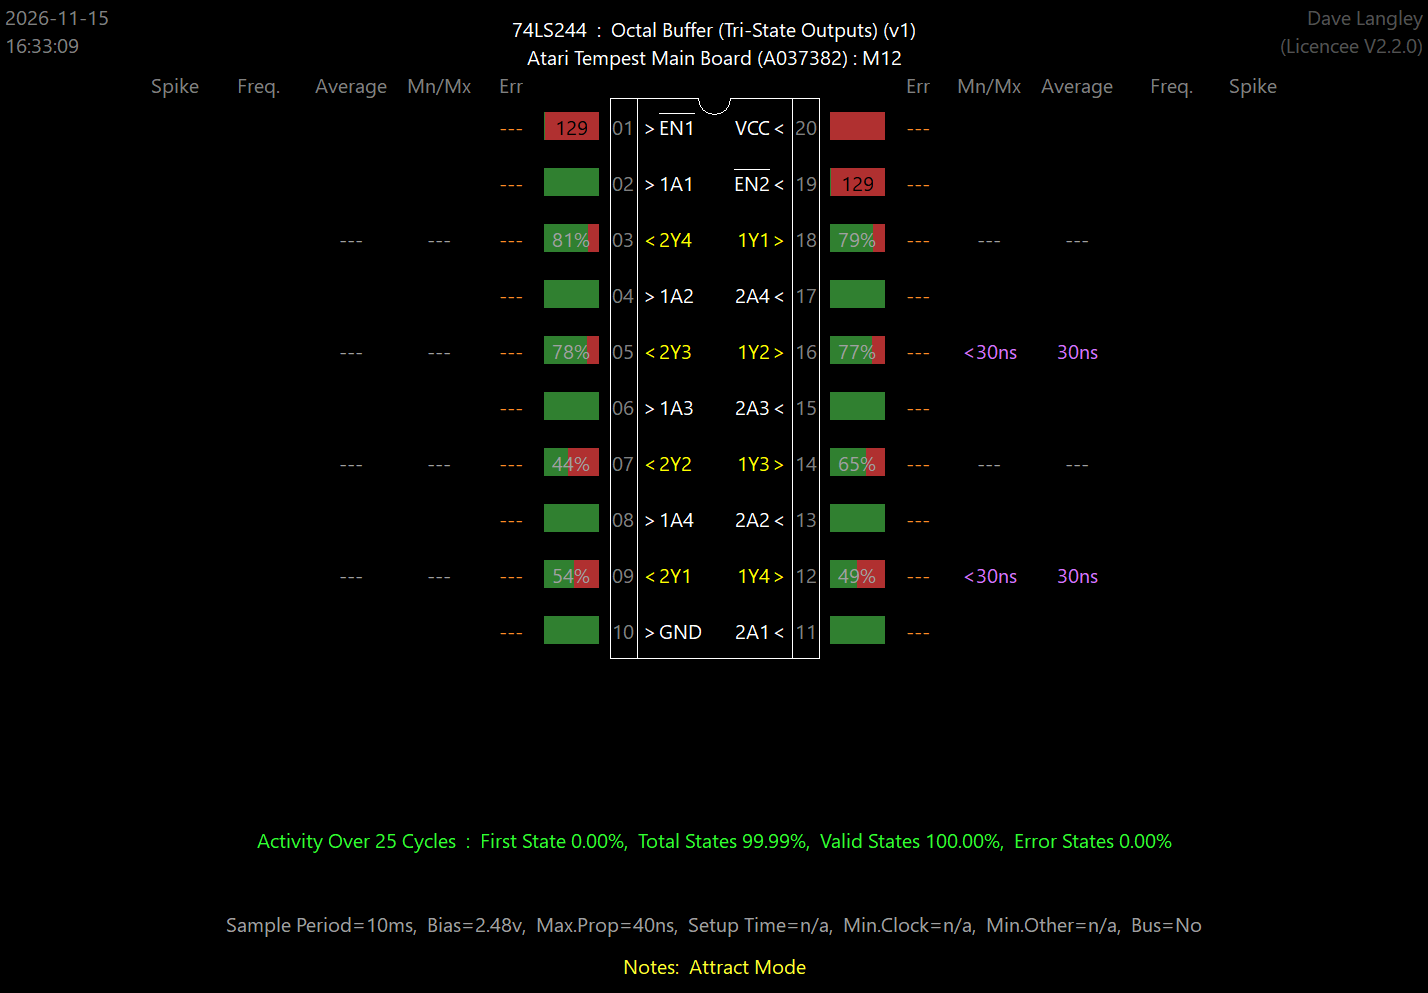 2026-11-15
16:33:09
74LS244 : Octal Buffer (Tri-State Outputs) (v1)
Atari Tempest Main Board (A037382) : M12
Dave Langley
(Licencee V2.2.0)
Spike Freq. Average Mn/Mx Err Err Mn/Mx Average Freq. Spike
--- 129 01 > EN1 VCC < 20 ---
--- 02 > 1A1 EN2 < 19 129 ---
--- --- --- 81% 03 < 2Y4 1Y1 > 18 79% --- --- ---
--- 04 > 1A2 2A4 < 17 ---
--- --- --- 78% 05 < 2Y3 1Y2 > 16 77% --- <30ns 30ns
--- 06 > 1A3 2A3 < 15 ---
--- --- --- 44% 07 < 2Y2 1Y3 > 14 65% --- --- ---
--- 08 > 1A4 2A2 < 13 ---
--- --- --- 54% 09 < 2Y1 1Y4 > 12 49% --- <30ns 30ns
--- 10 > GND 2A1 < 11 ---
Activity Over 25 Cycles : First State 0.00%, Total States 99.99%, Valid States 100.00%, Error States 0.00%
Sample Period=10ms, Bias=2.48v, Max.Prop=40ns, Setup Time=n/a, Min.Clock=n/a, Min.Other=n/a, Bus=No
Notes: Attract Mode